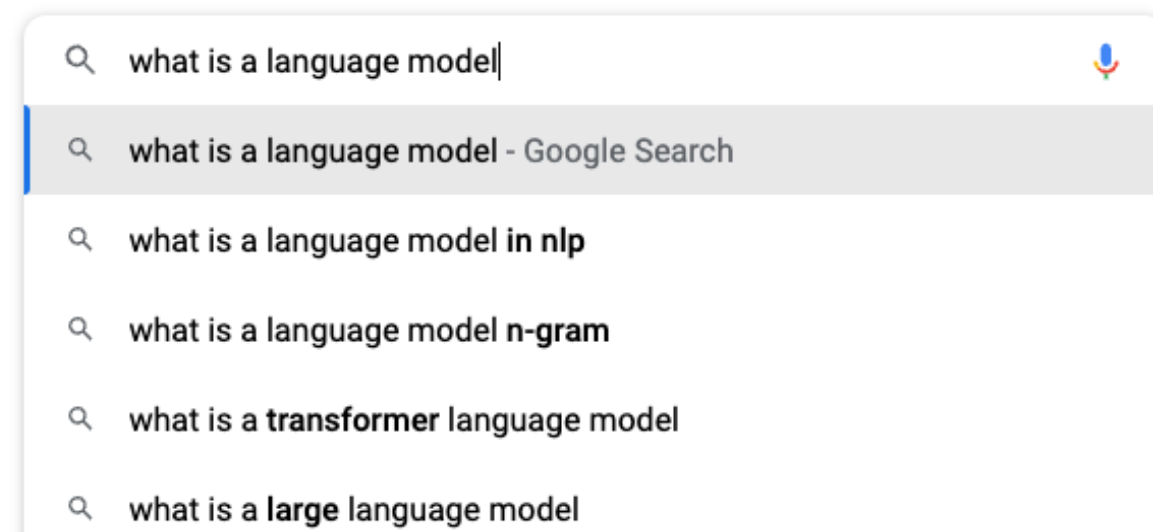 what is a language model
what is a language model - Google Search
what is a language model in nlp
what is a language model n-gram
what is a transformer language model
what is a large language model